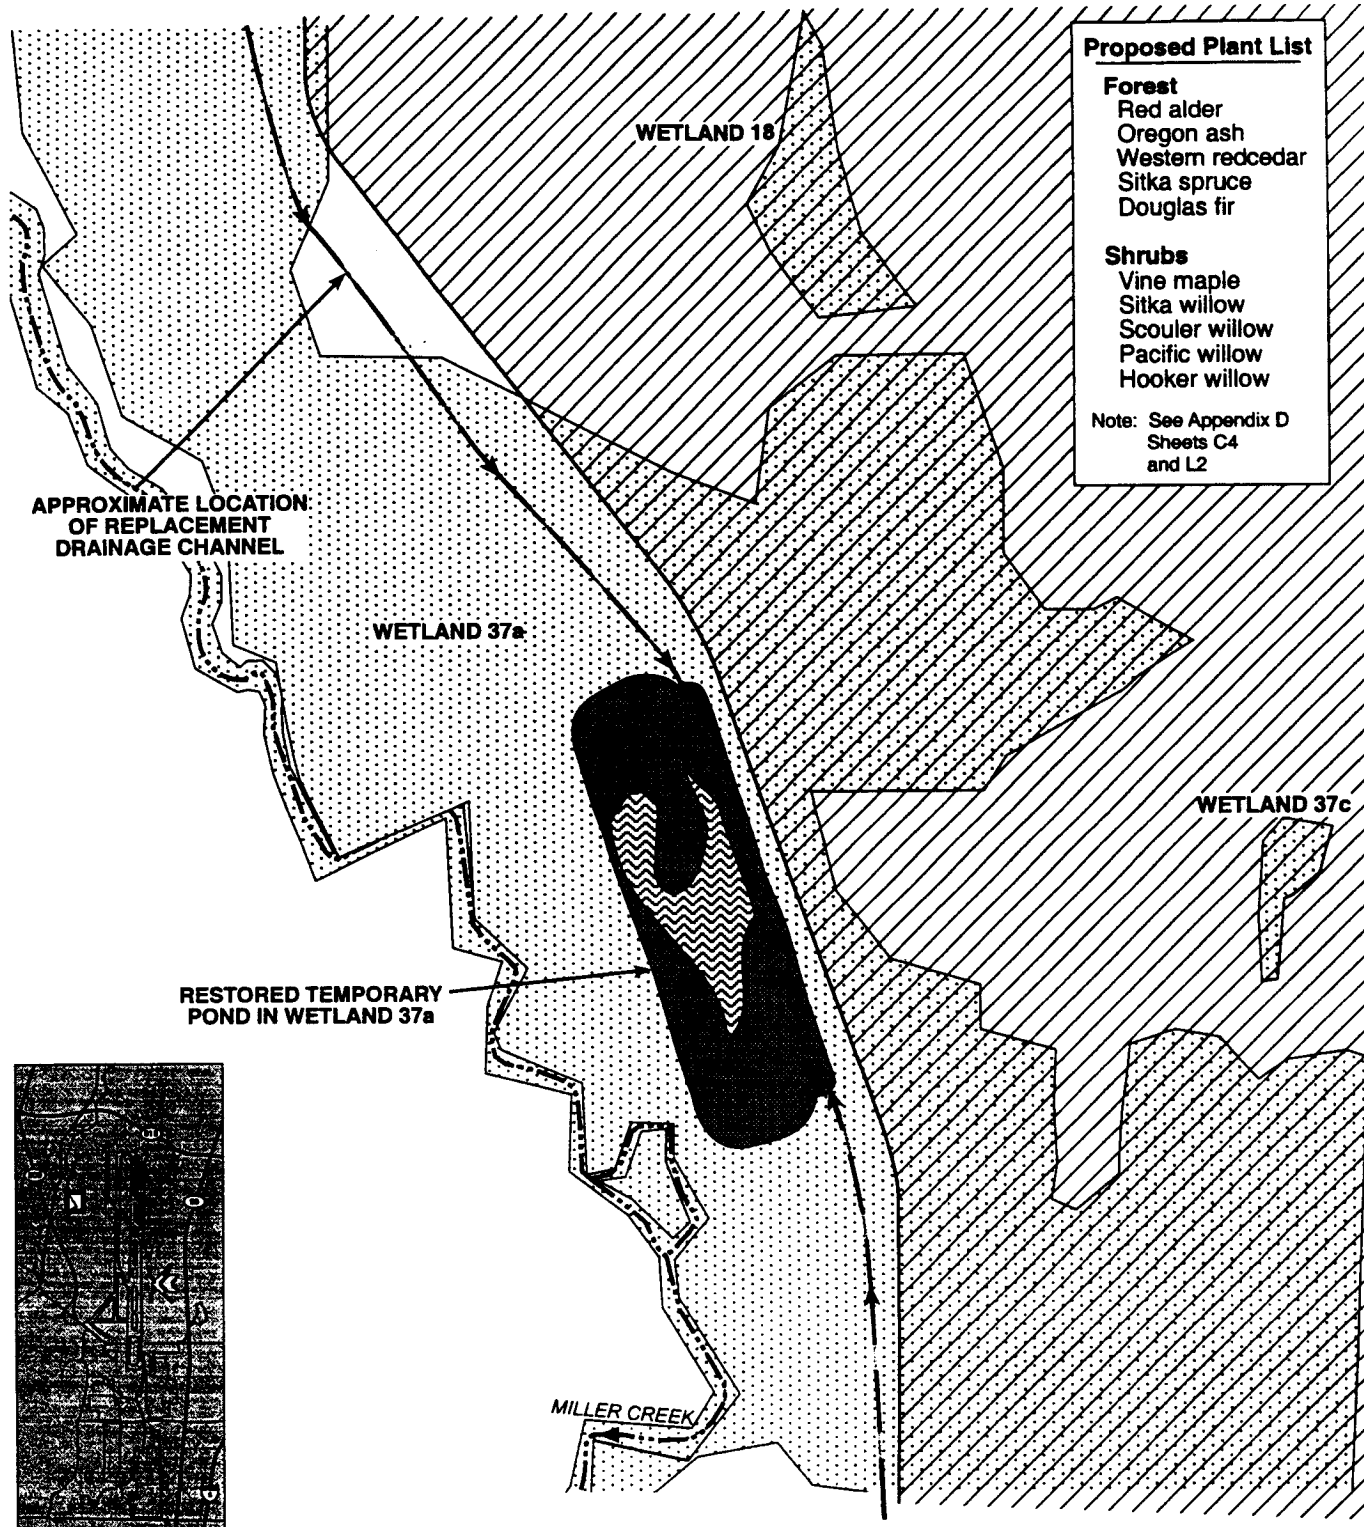 Proposed Plant List
Forest
Red alder
Oregon ash
Western redcedar
Sitka spruce
Douglas fir
Shrubs
Vine maple
Sitka willow
Scouler willow
Pacific willow
Hooker willow
Note: See Appendix D
Sheets C4
and L2
WETLAND 18
APPROXIMATE LOCATION
OF REPLACEMENT
DRAINAGE CHANNEL
WETLAND 37a
WETLAND 37c
RESTORED TEMPORARY
POND IN WETLAND 37a
MILLER CREEK